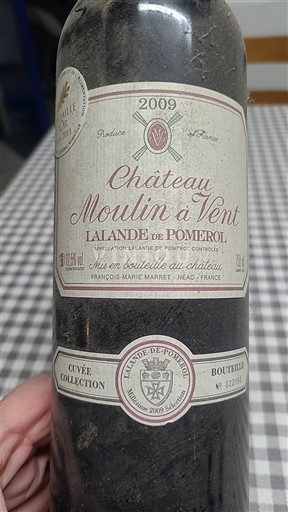 2009
Produce of France
Château
Moulin à Vent
LALANDE DE POMEROL
APPELLATION LALANDE DE POMEROL CONTRÔLÉE
Mis en bouteille au château
FRANÇOIS-MARIE MARRET - NÉAC - FRANCE
CUVÉE
COLLECTION
LALANDE-DE-POMEROL
Millésime 2009 Sélection
BOUTEILLE